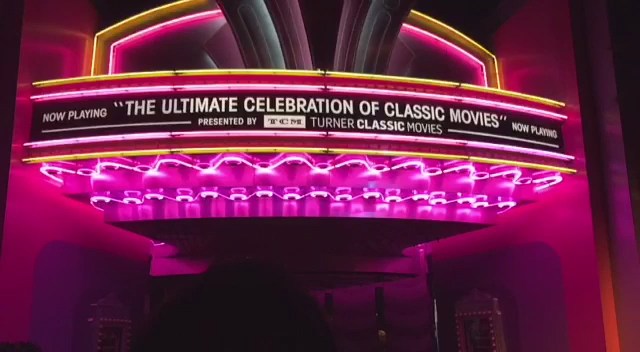 NOW PLAYING "THE ULTIMATE CELEBRATION OF CLASSIC MOVIES" NOW PLAYING
PRESENTED BY TCM TURNER CLASSIC MOVIES